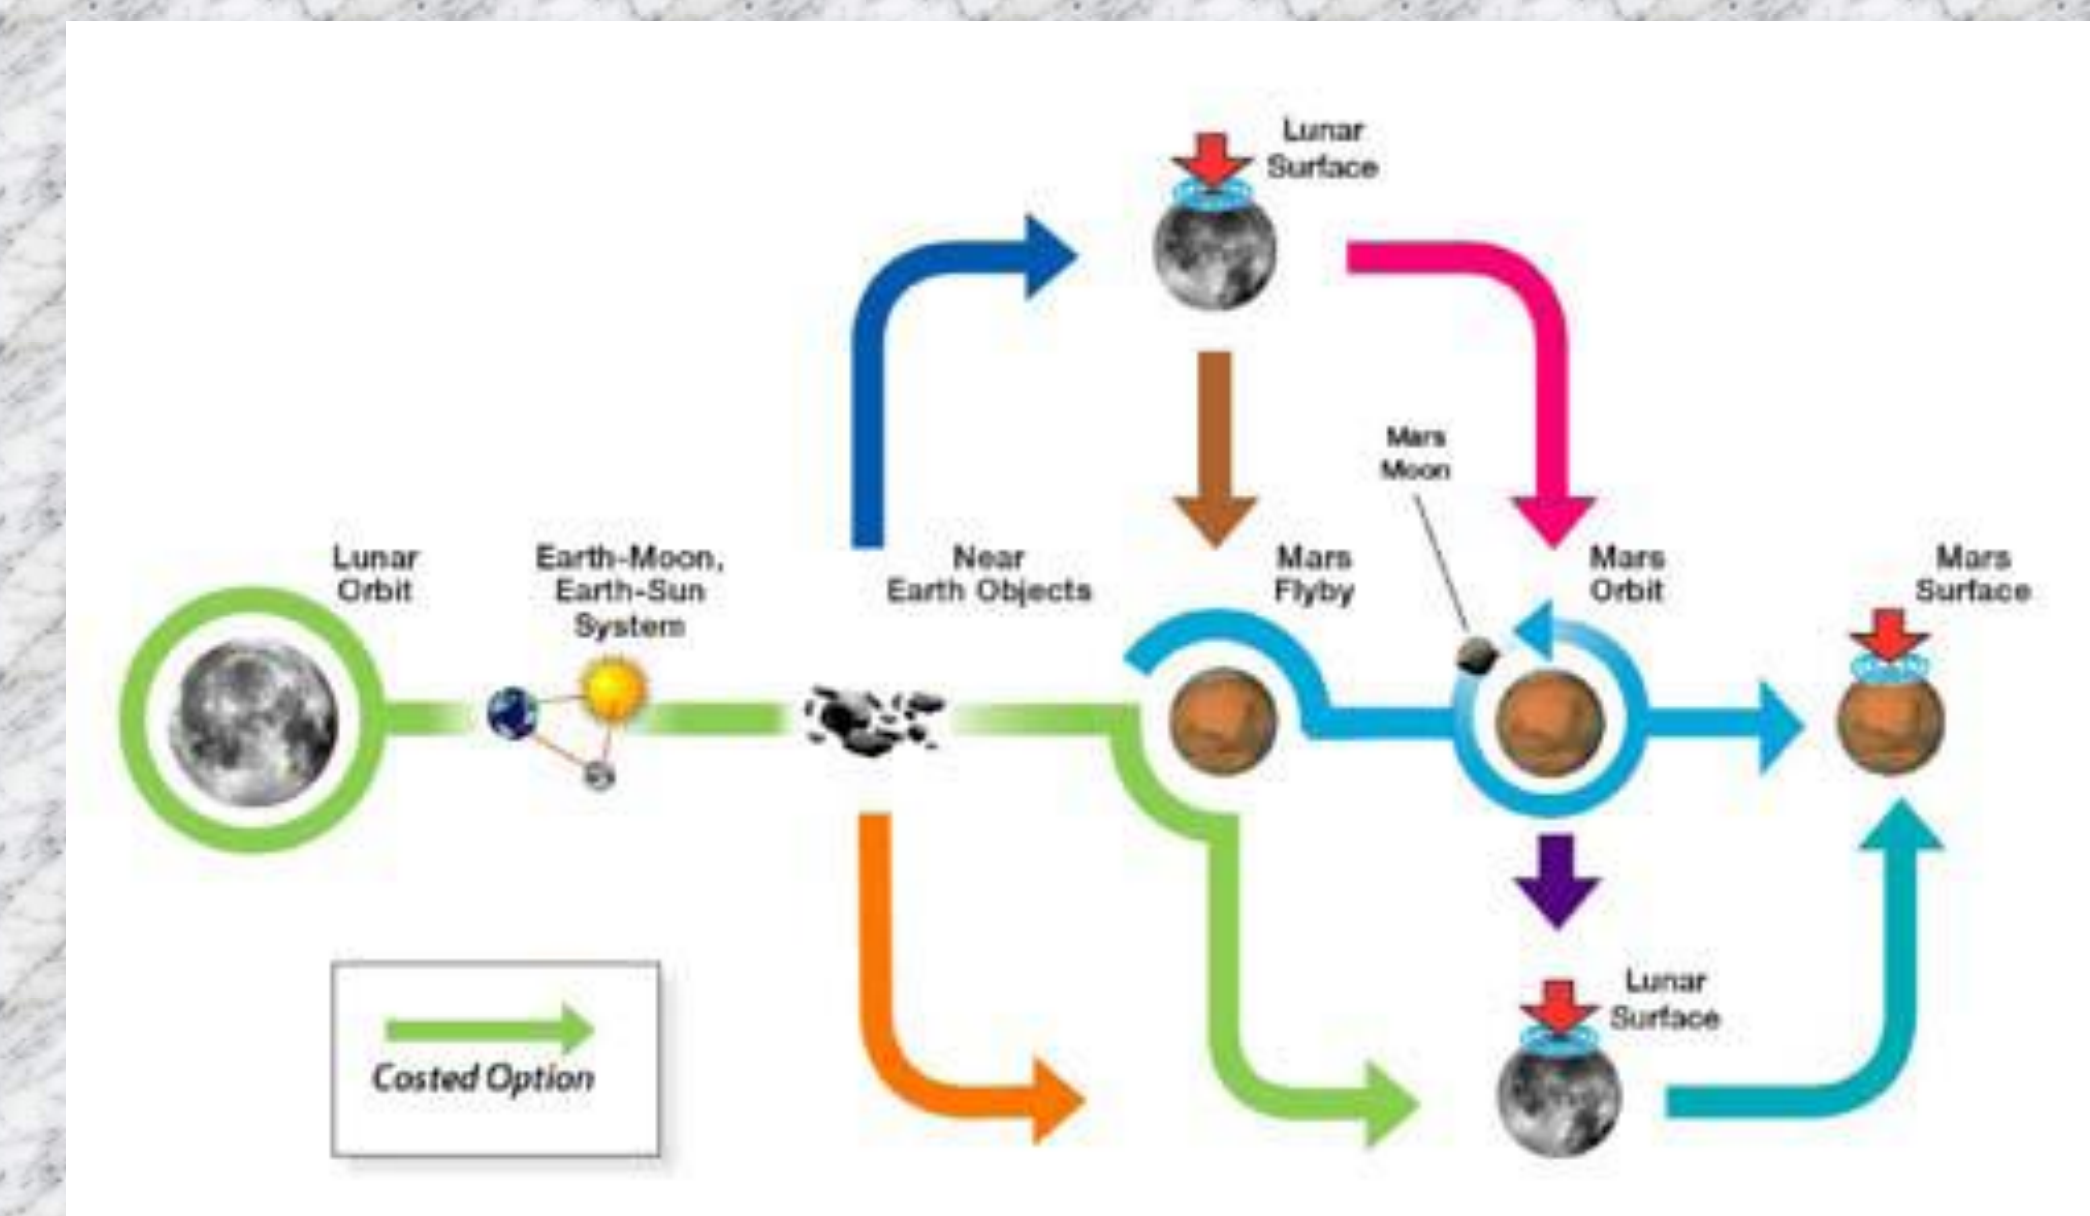 Lunar
Surface
Mars
Moon
Lunar
Orbit
Earth-Moon,
Earth-Sun
System
Near
Earth Objects
Mars
Flyby
Mars
Orbit
Mars
Surface
Lunar
Surface
Costed Option